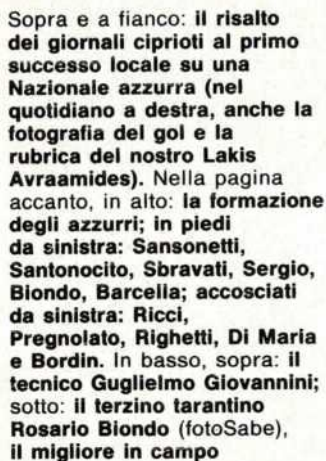 Sopra e a fianco: il risalto
dei giornali ciprioti al primo
successo locale su una
Nazionale azzurra (nel
quotidiano a destra, anche la
fotografia del gol e la
rubrica del nostro Lakis
Avraamides). Nella pagina
accanto, in alto: la formazione
degli azzurri; in piedi
da sinistra: Sansonetti,
Santonocito, Sbravati, Sergio,
Biondo, Barcella; accosciati
da sinistra: Ricci,
Pregnolato, Righetti, Di Maria
e Bordin. In basso, sopra: il
tecnico Guglielmo Giovannini;
sotto: il terzino tarantino
Rosario Biondo (fotoSabe),
il migliore in campo